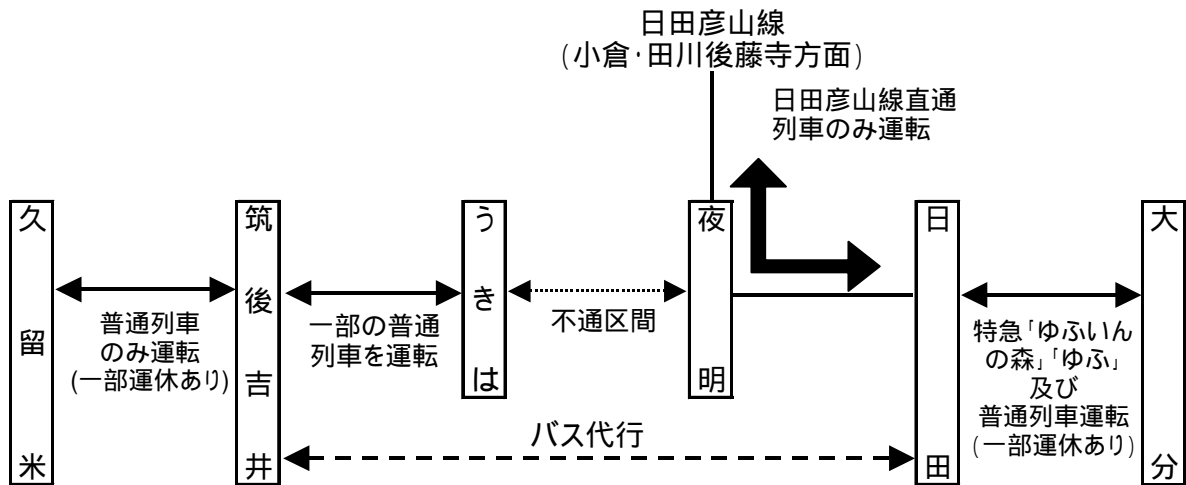 日田彦山線
(小倉・田川後藤寺方面)
日田彦山線直通
列車のみ運転
久留米
筑後吉井
うきは
夜明
日田
大分
普通列車
のみ運転
(一部運休あり)
一部の普通
列車を運転
不通区間
特急「ゆふいん
の森」「ゆふ」
及び
普通列車運転
(一部運休あり)
バス代行